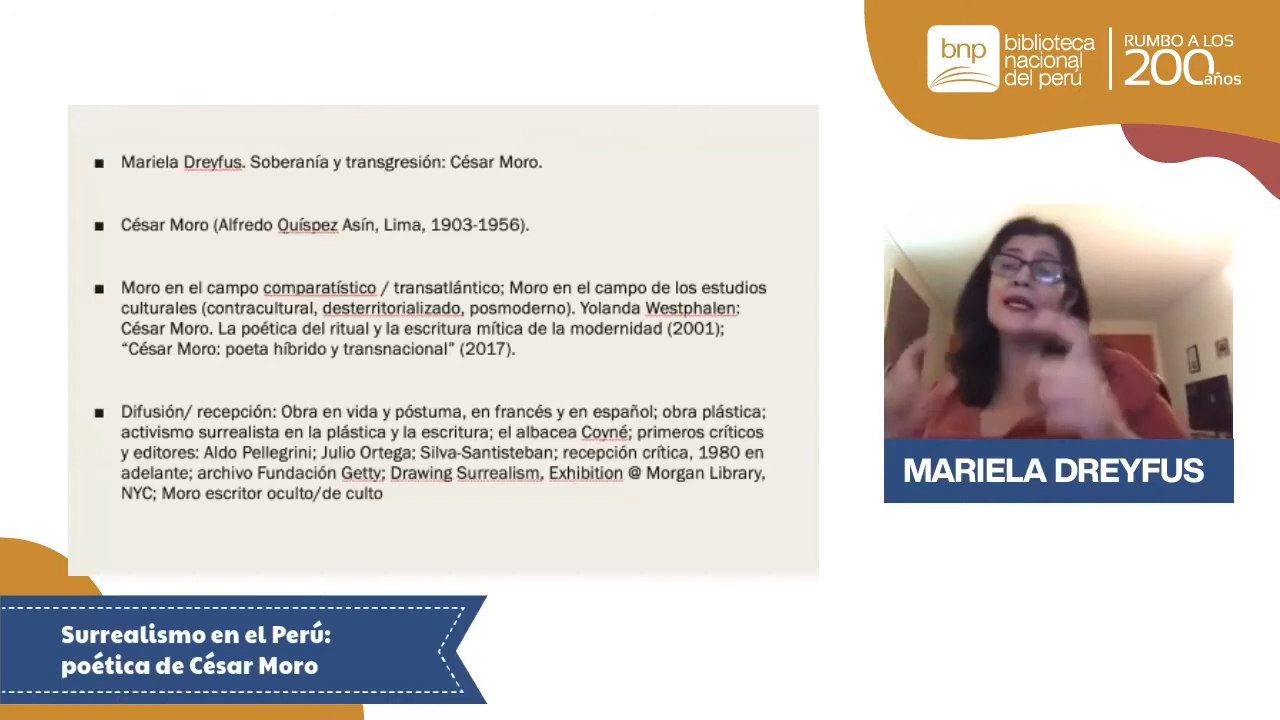 bnp
biblioteca
nacional
del perú
RUMBO A LOS
200
años
■ Mariela Dreyfus. Soberanía y transgresión: César Moro.
■ César Moro (Alfredo Quíspez Asín, Lima, 1903-1956).
■ Moro en el campo comparatístico / transatlántico; Moro en el campo de los estudios
culturales (contracultural, desterritorializado, posmoderno). Yolanda Westphalen:
César Moro. La poética del ritual y la escritura mítica de la modernidad (2001);
“César Moro: poeta híbrido y transnacional” (2017).
■ Difusión/ recepción: Obra en vida y póstuma, en francés y en español; obra plástica;
activismo surrealista en la plástica y la escritura; el albacea Coyné; primeros críticos
y editores: Aldo Pellegrini; Julio Ortega; Silva-Santisteban; recepción crítica, 1980 en
adelante; archivo Fundación Getty; Drawing Surrealism, Exhibition @ Morgan Library,
NYC; Moro escritor oculto/de culto
MARIELA DREYFUS
Surrealismo en el Perú:
poética de César Moro